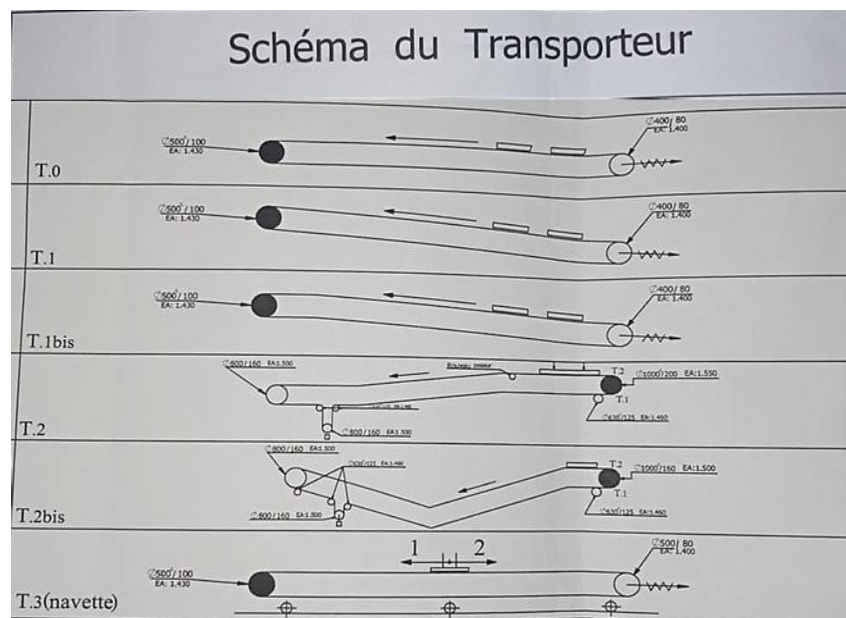 Schéma du Transporteur
∅500'/100
EA: 1.430
∅400/ 80
EA: 1.400
T.0
∅500'/100
EA: 1.430
∅400/ 80
EA: 1.400
T.1
∅500'/100
EA: 1.430
∅400/ 80
EA: 1.400
T.1bis
∅800/160 EA:1.500
T.2
∅1000'/200 EA:1.550
T.1
∅630'/125 EA:1.460
∅800/160 EA:1.500
T.2
∅800/160 EA:1.500
∅630'/125 EA:1.460
T.2
∅1000'/160 EA:1.500
T.1
∅800/160 EA:1.500
∅630'/125 EA:1.460
T.2bis
1 2
∅500'/100
EA: 1.430
∅500/ 80
EA: 1.400
T.3(navette)